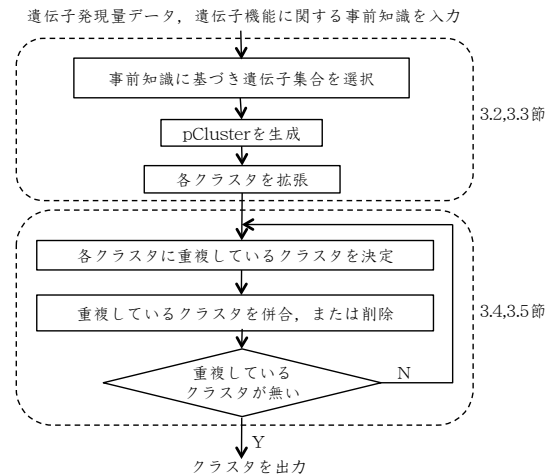 遺伝子発現量データ，遺伝子機能に関する事前知識を入力
事前知識に基づき遺伝子集合を選択
pClusterを生成
各クラスタを拡張
3.2,3.3節
各クラスタに重複しているクラスタを決定
重複しているクラスタを併合，または削除
3.4,3.5節
重複している
クラスタが無い
N
Y
クラスタを出力